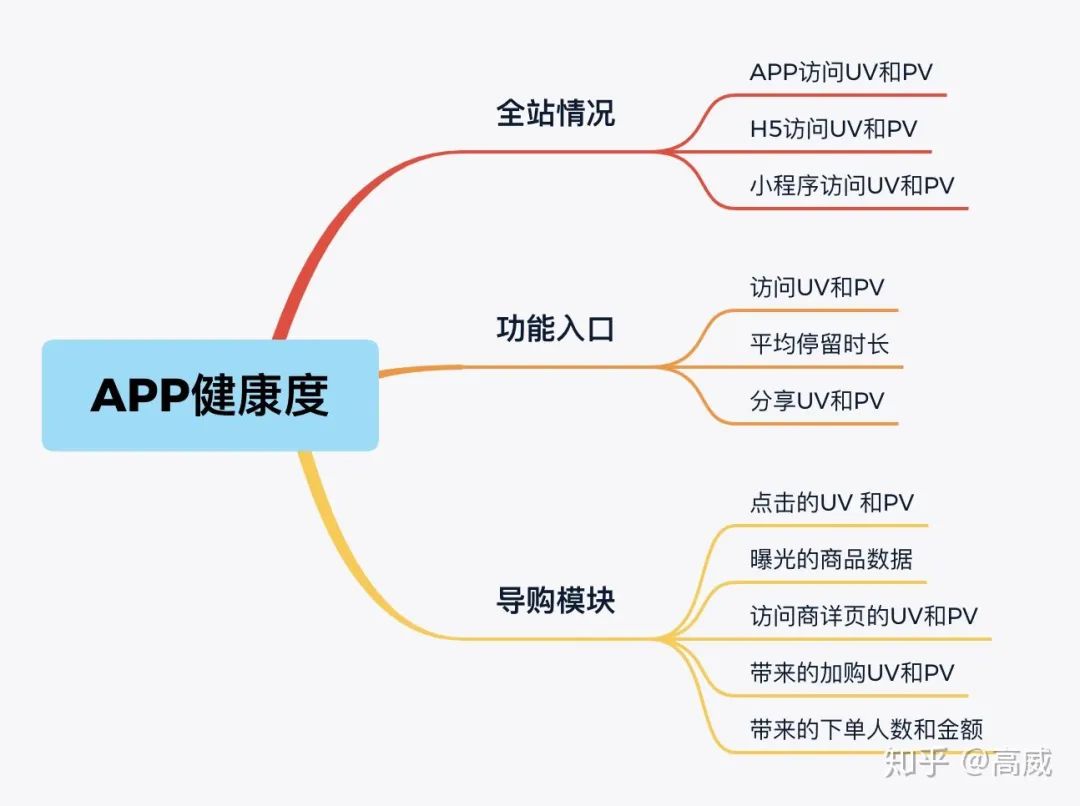 APP健康度
全站情况
APP访问UV和PV
H5访问UV和PV
小程序访问UV和PV
功能入口
访问UV和PV
平均停留时长
分享UV和PV
导购模块
点击的UV 和PV
曝光的商品数据
访问商详页的UV和PV
带来的加购UV和PV
带来的下单人数和金额
知乎 @高威